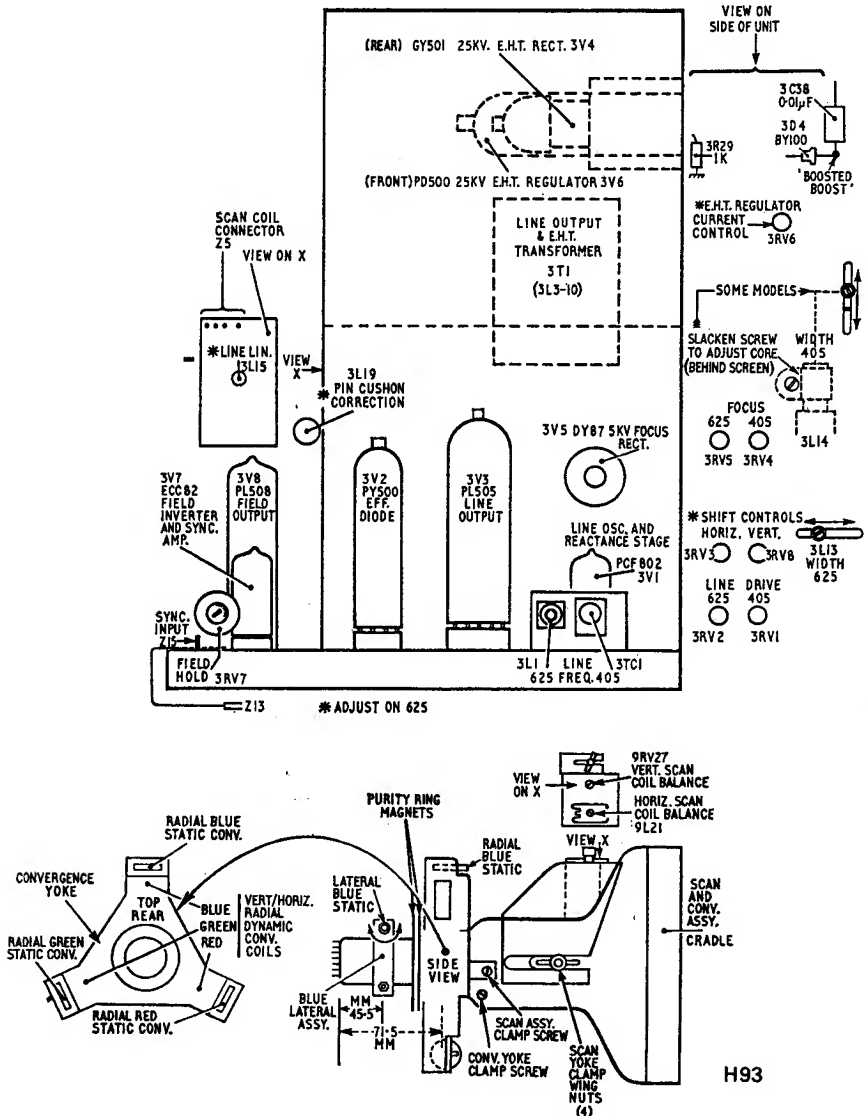 VIEW ON
SIDE OF UNIT
(REAR) GY501 25KV. E.H.T. RECT. 3V4
3C38
0·01µF
3D4
BY100
3R29
1K
'BOOSTED
BOOST'
(FRONT) PD500 25KV E.H.T. REGULATOR 3V6
*E.H.T. REGULATOR
CURRENT
CONTROL
3RV6
SCAN COIL
CONNECTOR
Z5
VIEW ON X
LINE OUTPUT
& E.H.T.
TRANSFORMER
3T1
(3L3-10)
SOME MODELS
*LINE LIN.
3L15
VIEW
X
SLACKEN SCREW
TO ADJUST CORE
(BEHIND SCREEN)
WIDTH
405
3L19
PIN CUSHON
* CORRECTION
FOCUS
625 405
3RV5 3RV4
3L14
3V5 DY87 5KV FOCUS
RECT.
3V7
ECC82
FIELD
INVERTER
AND SYNC.
AMP.
3V8
PL508
FIELD
OUTPUT
3V2
PY500
EFF.
DIODE
3V3
PL505
LINE
OUTPUT
LINE OSC. AND
REACTANCE STAGE
PCF802
3V1
*SHIFT CONTROLS
HORIZ. VERT.
3RV3 3RV8
3L13
WIDTH
625
LINE DRIVE
625 405
3RV2 3RV1
SYNC.
INPUT
Z15
FIELD
HOLD 3RV7
3L1 LINE 3TC1
625 FREQ. 405
Z13
* ADJUST ON 625
9RV27
VERT. SCAN
COIL BALANCE
VIEW
ON X
HORIZ. SCAN
COIL BALANCE
9L21
PURITY RING
MAGNETS
RADIAL BLUE
STATIC CONV.
RADIAL
BLUE
STATIC
VIEW X
CONVERGENCE
YOKE
TOP
REAR
LATERAL
BLUE
STATIC
SCAN
AND
CONV.
ASSY.
CRADLE
BLUE
GREEN
RED
VERT/HORIZ.
RADIAL
DYNAMIC
CONV.
COILS
RADIAL GREEN
STATIC CONV.
SIDE
VIEW
RADIAL RED
STATIC CONV.
BLUE
LATERAL
ASSY.
MM
45·5
71·5
MM
SCAN ASSY.
CLAMP SCREW
CONV. YOKE
CLAMP SCREW
SCAN
YOKE
CLAMP
WING
NUTS
(4)
H93